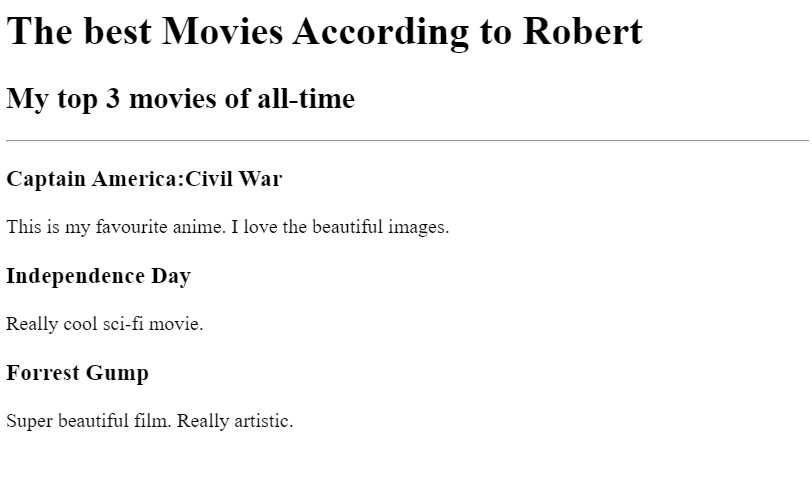 The best Movies According to Robert
My top 3 movies of all-time
Captain America:Civil War
This is my favourite anime. I love the beautiful images.
Independence Day
Really cool sci-fi movie.
Forrest Gump
Super beautiful film. Really artistic.